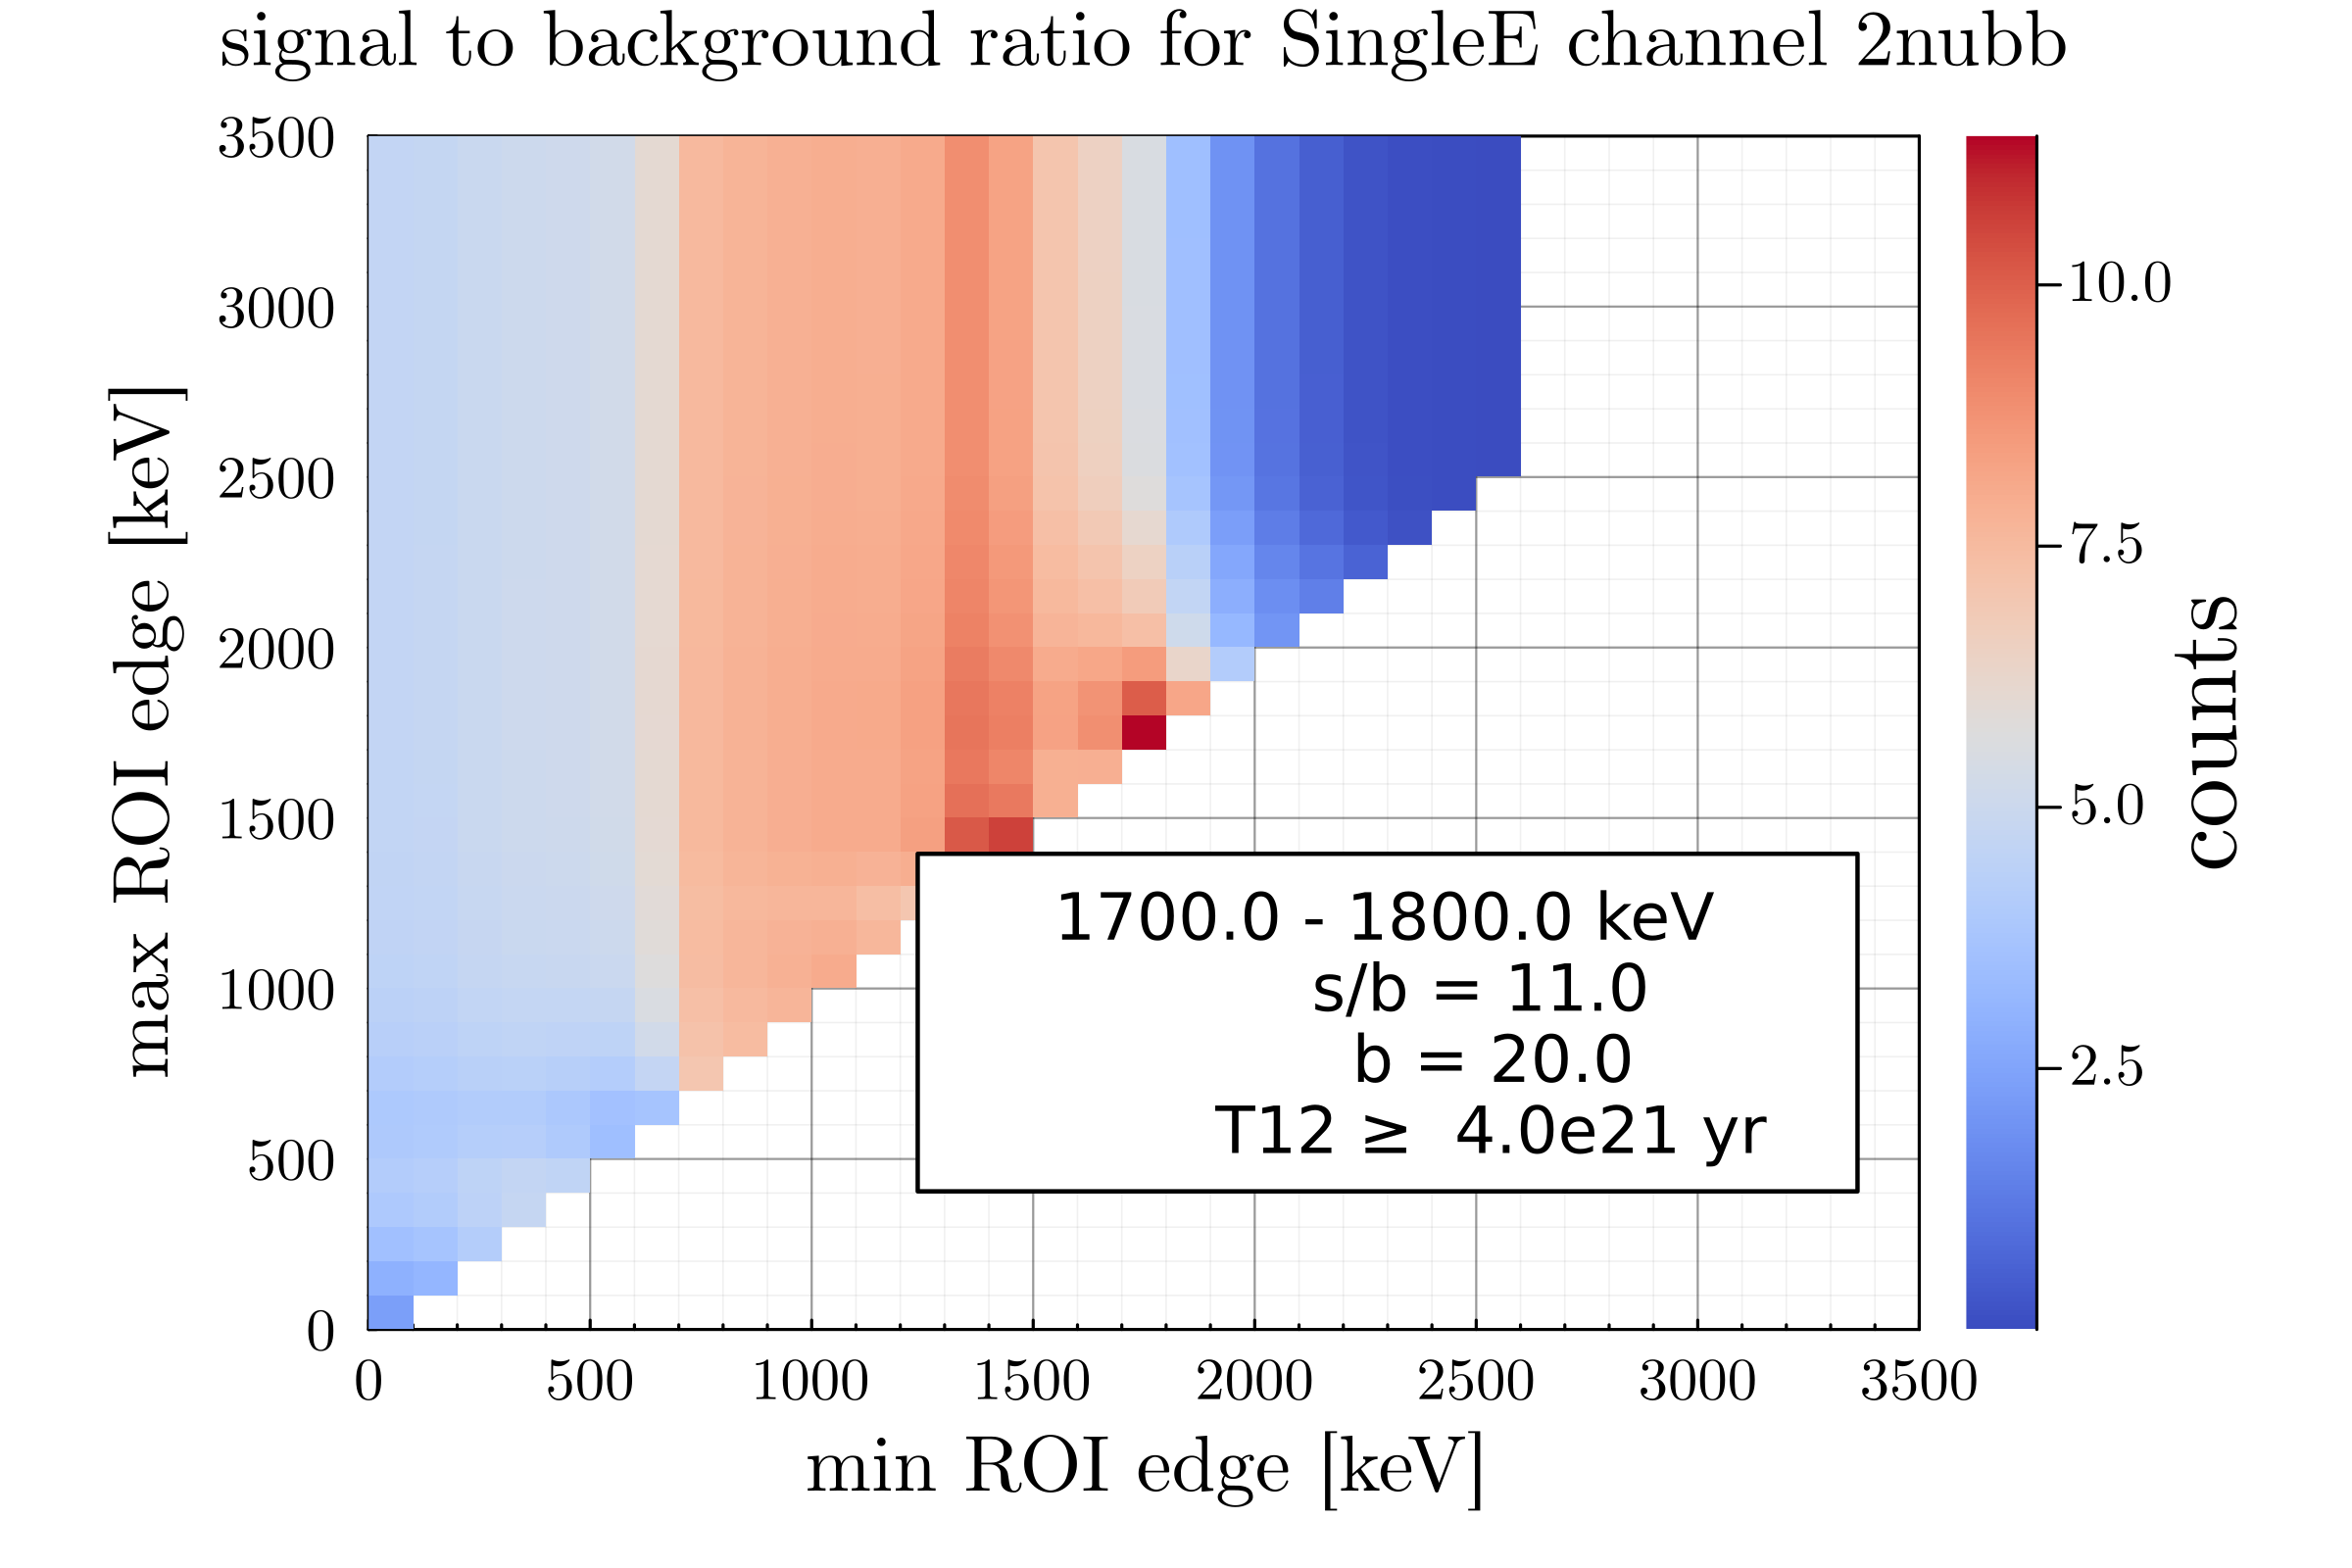 signal to background ratio for SingleE channel 2nubb
3500
3000
2500
2000
1500
1000
500
0
max ROI edge [keV]
0 500 1000 1500 2000 2500 3000 3500
min ROI edge [keV]
1700.0 - 1800.0 keV
s/b = 11.0
b = 20.0
T12 ≥ 4.0e21 yr
10.0
7.5
5.0
2.5
counts